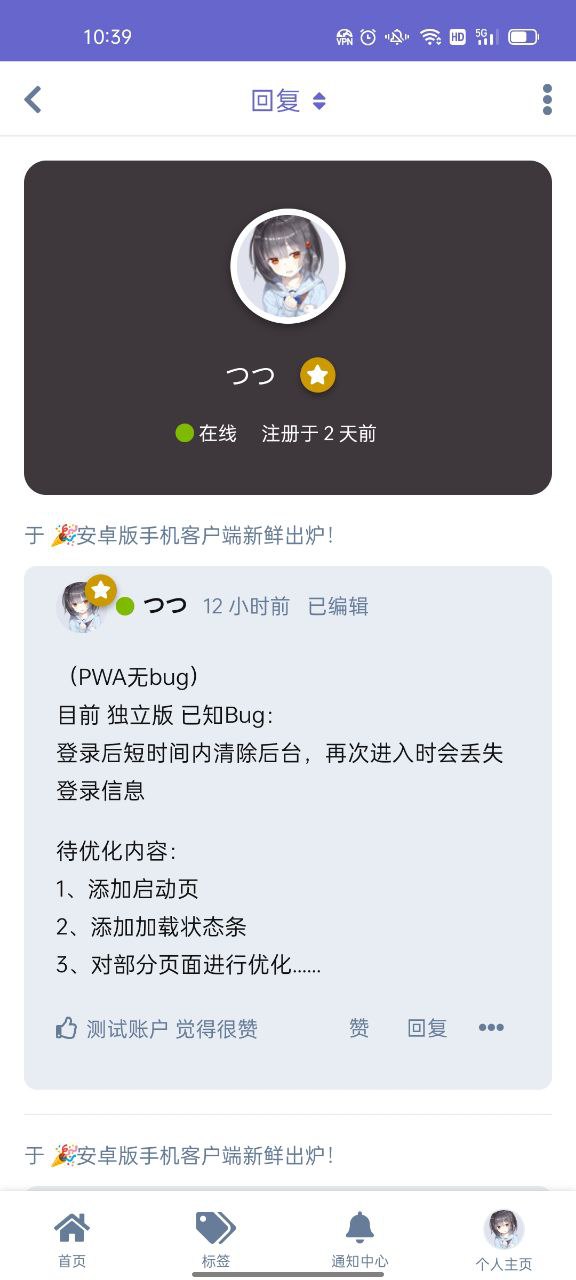 10:39
VPN
HD
5G
回复
つつ
在线 注册于 2 天前
于 🎉安卓版手机客户端新鲜出炉！
つつ 12 小时前 已编辑
（PWA无bug）
目前 独立版 已知Bug：
登录后短时间内清除后台，再次进入时会丢失
登录信息
待优化内容：
1、添加启动页
2、添加加载状态条
3、对部分页面进行优化......
测试账户 觉得很赞 赞 回复
于 🎉安卓版手机客户端新鲜出炉！
首页 标签 通知中心 个人主页